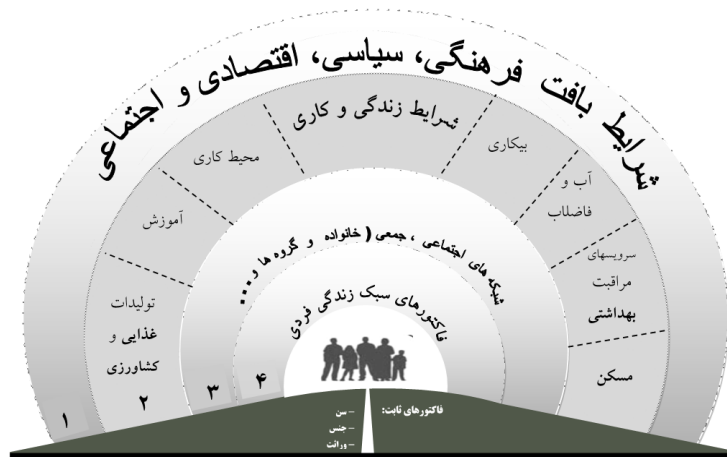 شرایط بافت فرهنگی، سیاسی، اقتصادی و اجتماعی
شرایط زندگی و کاری
بیکاری
آب و
فاضلاب
سرویسهای
مراقبت
بهداشتی
مسکن
محیط کاری
آموزش
تولیدات
غذایی و
کشاورزی
شبکه های اجتماعی ، جمعی ( خانواده و گروه ها و...
فاکتورهای سبک زندگی فردی
۱
۲
۳
۴
فاکتورهای ثابت:
– سن
– جنس
– وراثت